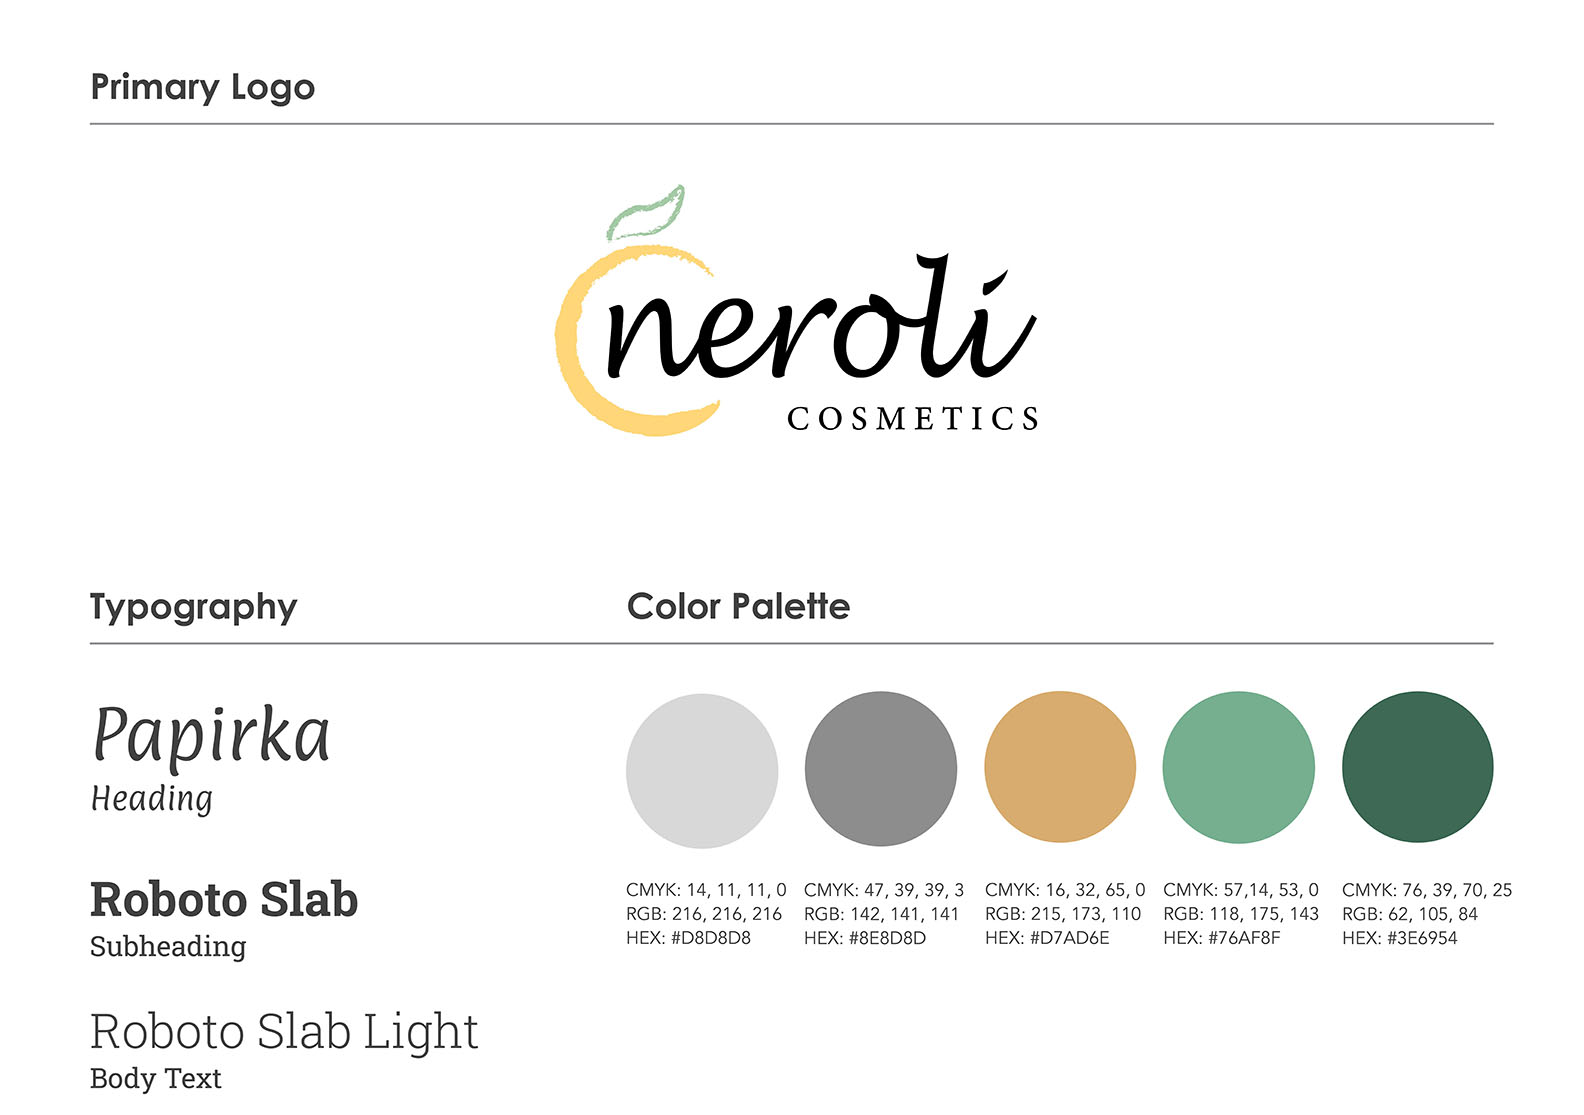 Primary Logo
neroli
COSMETICS
Typography
Color Palette
Papirka
Heading
Roboto Slab
Subheading
Roboto Slab Light
Body Text
CMYK: 14, 11, 11, 0
RGB: 216, 216, 216
HEX: #D8D8D8
CMYK: 47, 39, 39, 3
RGB: 142, 141, 141
HEX: #8E8D8D
CMYK: 16, 32, 65, 0
RGB: 215, 173, 110
HEX: #D7AD6E
CMYK: 57,14, 53, 0
RGB: 118, 175, 143
HEX: #76AF8F
CMYK: 76, 39, 70, 25
RGB: 62, 105, 84
HEX: #3E6954